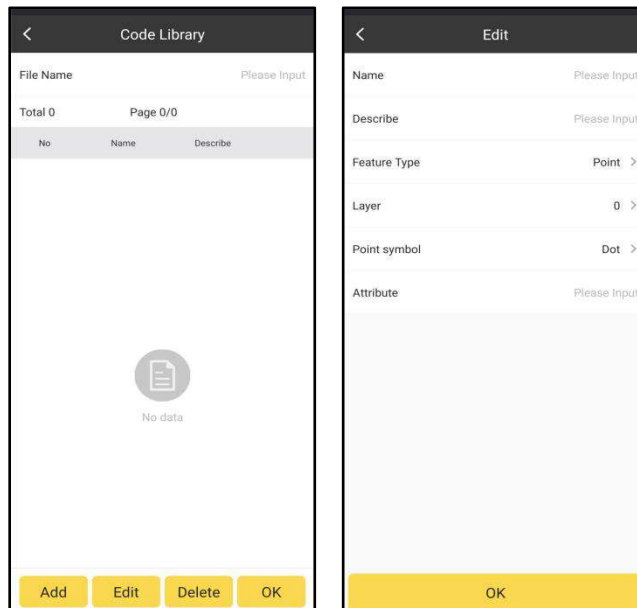 Code Library
File Name Please Input
Total 0 Page 0/0
No Name Describe
No data
Add Edit Delete OK
Edit
Name Please Input
Describe Please Input
Feature Type Point
Layer 0
Point symbol Dot
Attribute Please Input
OK